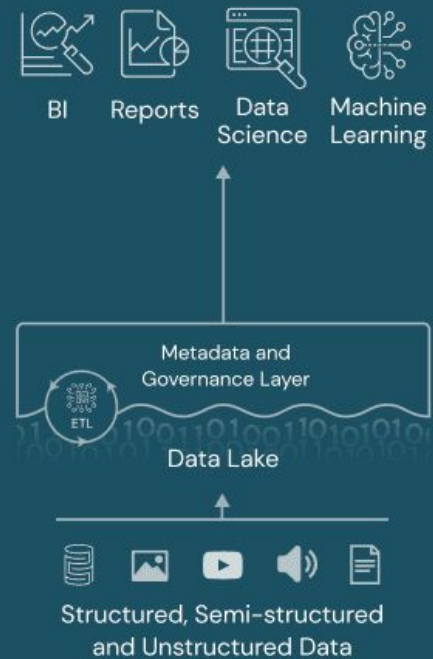 BI
Reports
Data
Science
Machine
Learning
Metadata and
Governance Layer
ETL
Data Lake
Structured, Semi-structured
and Unstructured Data